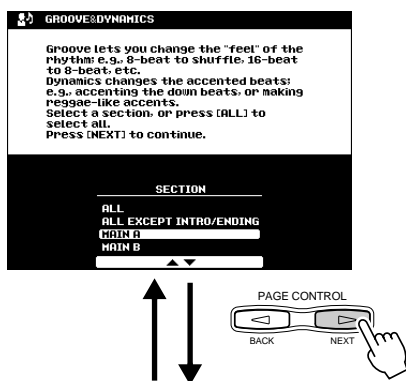 GROOVE&DYNAMICS
Groove lets you change the "feel" of the
rhythm; e.g., 8-beat to shuffle, 16-beat
to 8-beat, etc.
Dynamics changes the accented beats;
e.g., accenting the down beats, or making
reggae-like accents.
Select a section, or press [ALL] to
select all.
Press [NEXT] to continue.
SECTION
ALL
ALL EXCEPT INTRO/ENDING
MAIN A
MAIN B
PAGE CONTROL
BACK NEXT